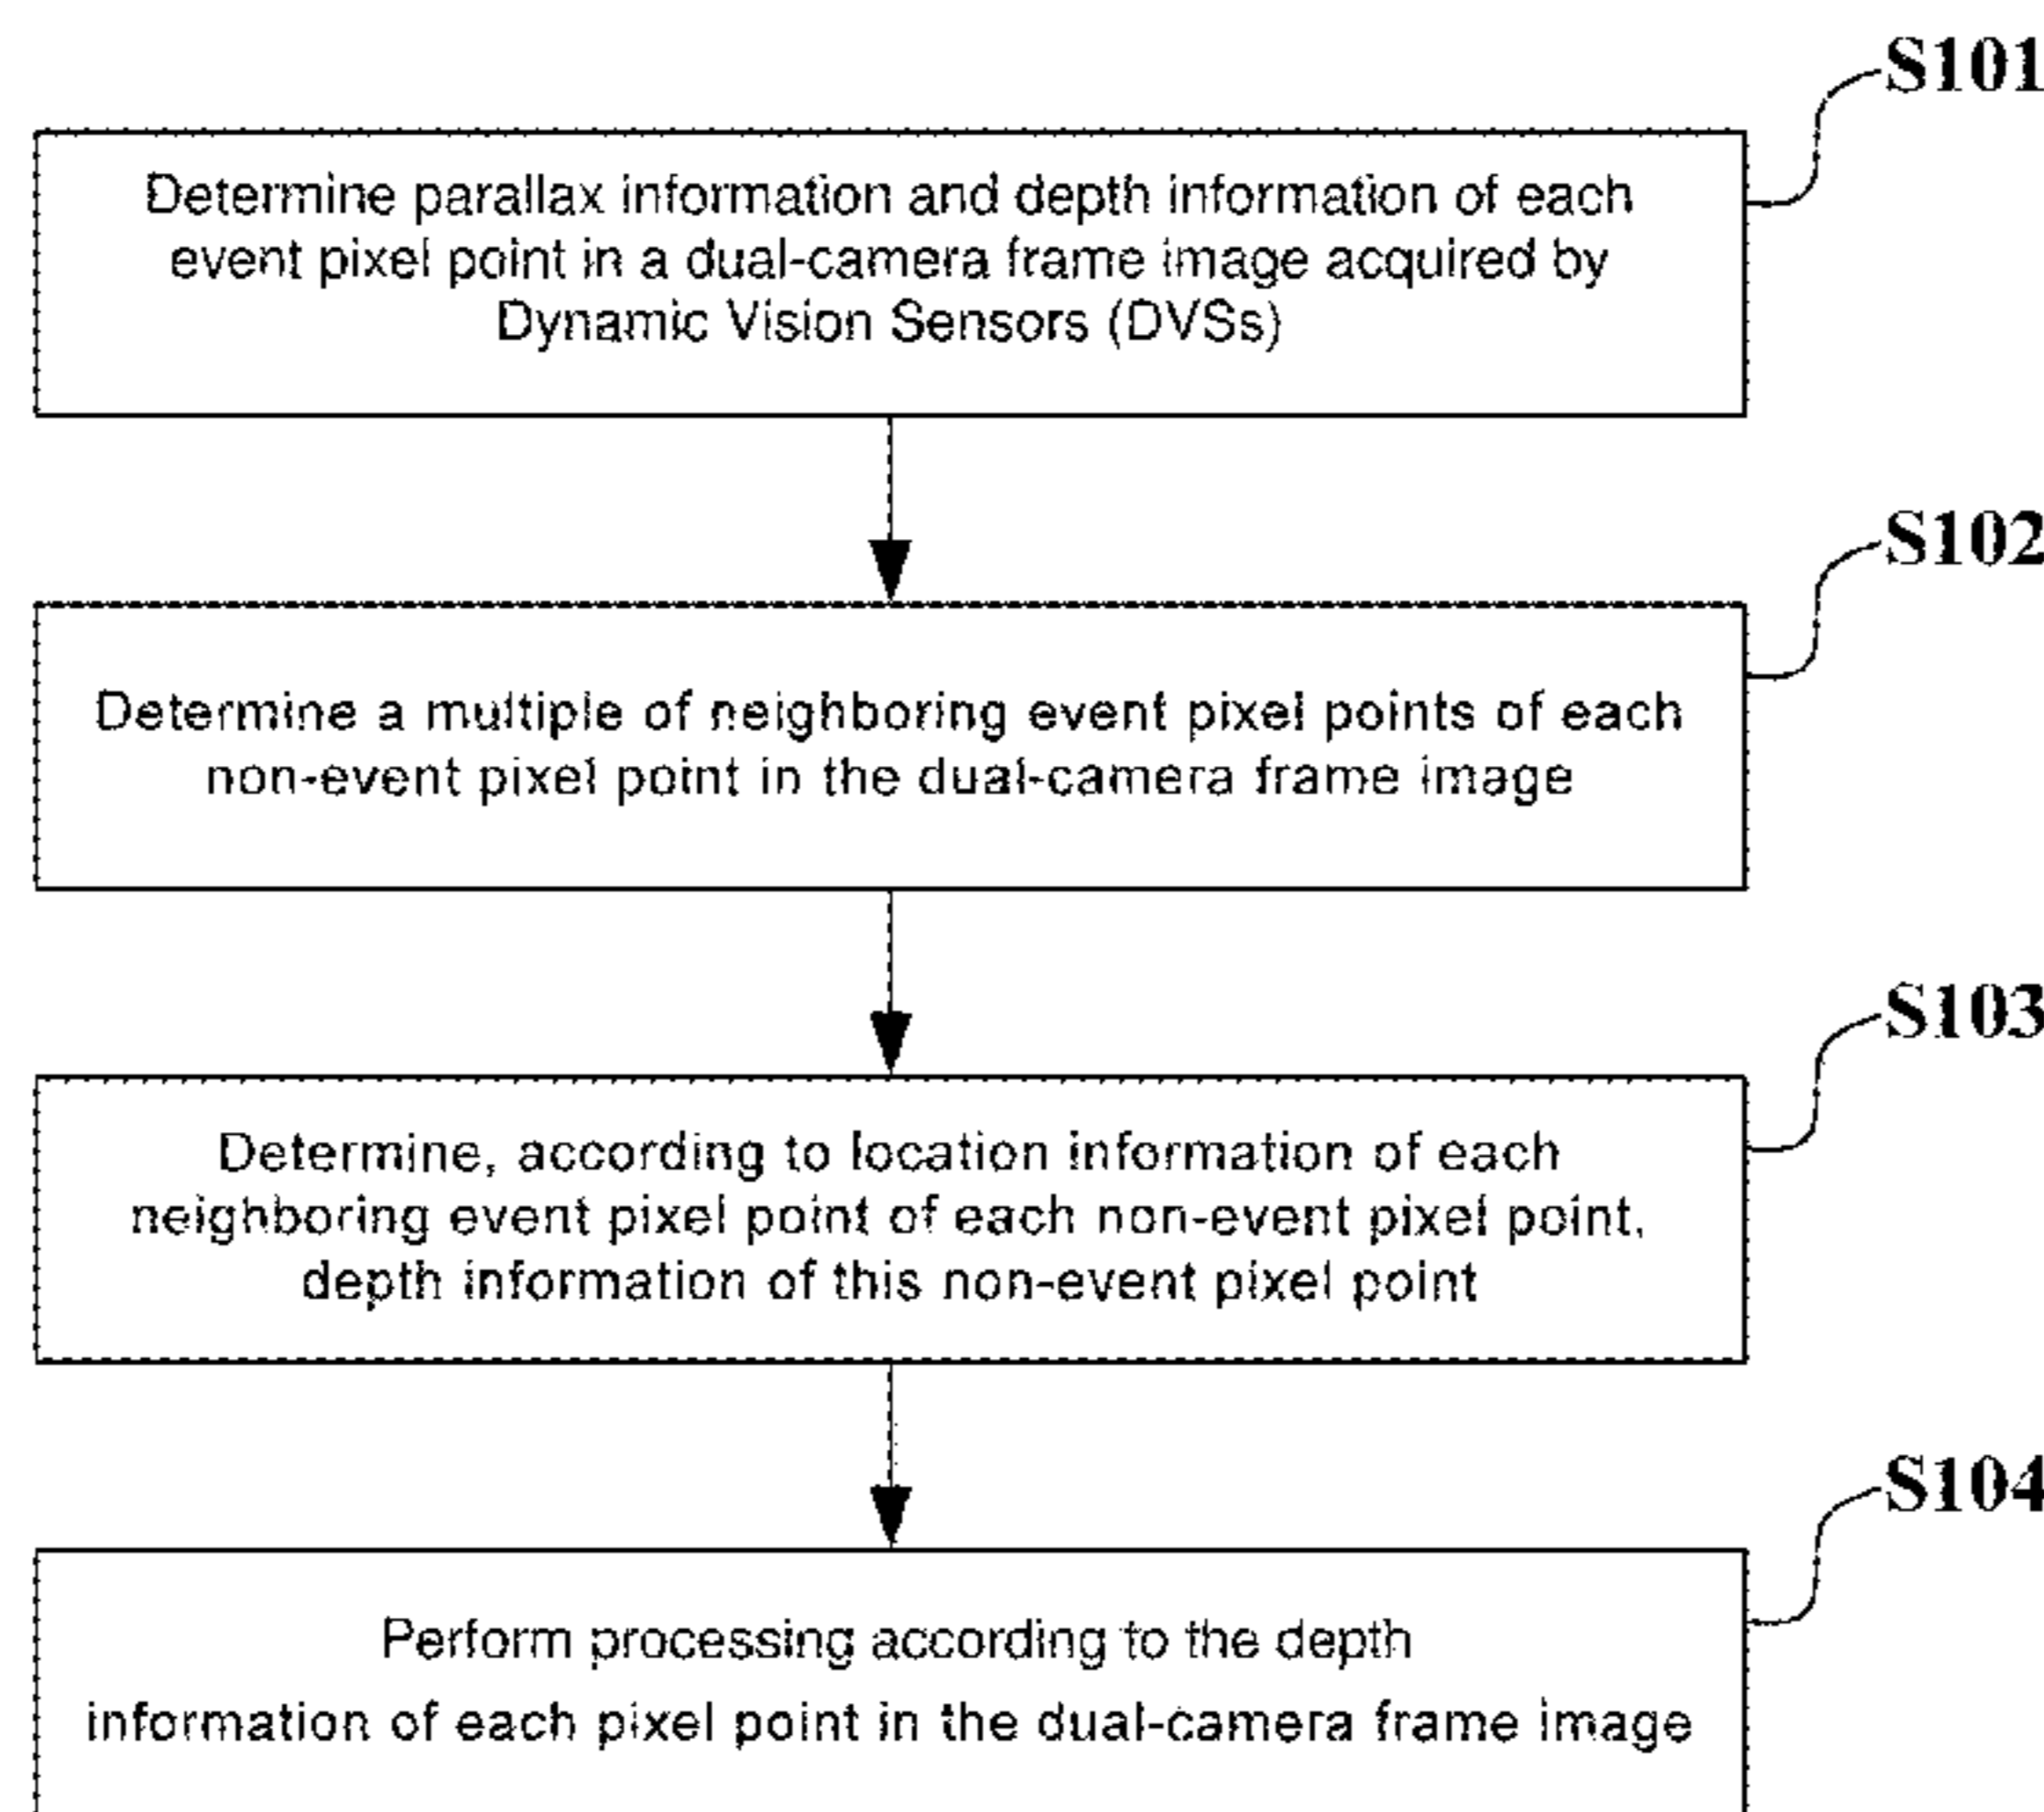 S101
Determine parallax information and depth information of each
event pixel point in a dual-camera frame image acquired by
Dynamic Vision Sensors (DVSs)
S102
Determine a multiple of neighboring event pixel points of each
non-event pixel point in the dual-camera frame image
S103
Determine, according to location information of each
neighboring event pixel point of each non-event pixel point,
depth information of this non-event pixel point
S104
Perform processing according to the depth
information of each pixel point in the dual-camera frame image